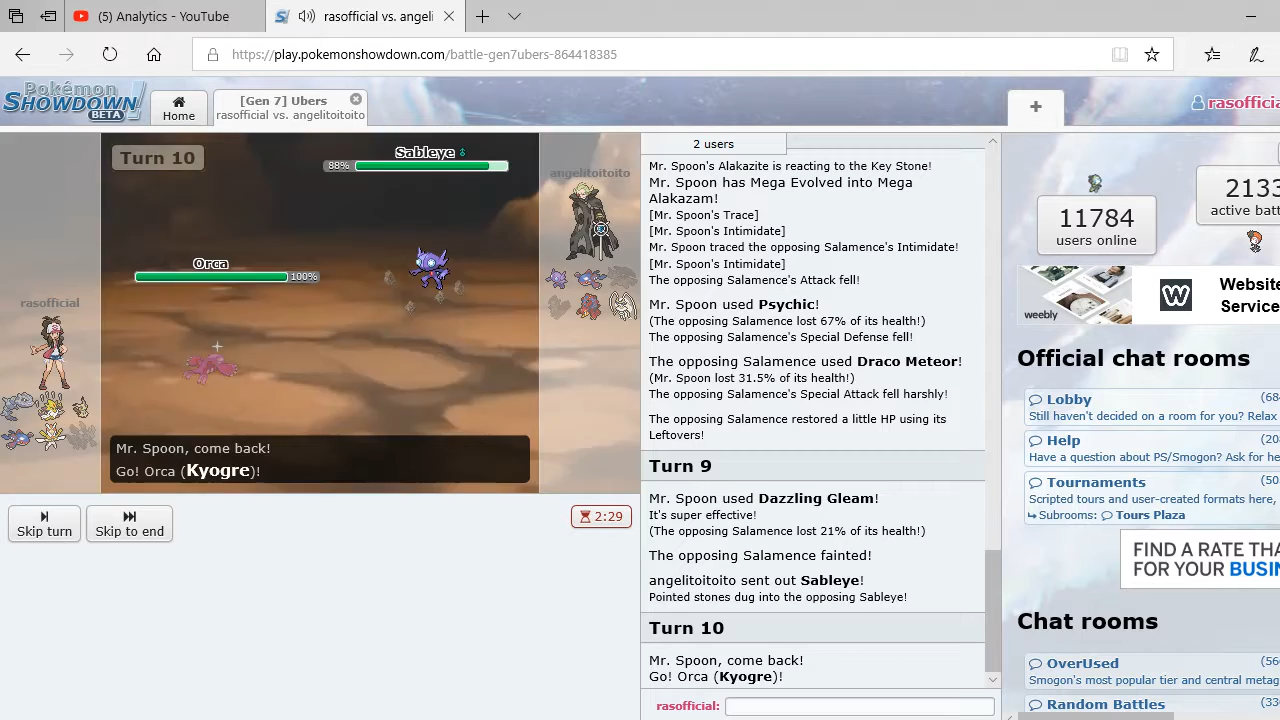 (5) Analytics - YouTube
rasofficial vs. angeli
https://play.pokemonshowdown.com/battle-gen7ubers-864418385
Pokémon
SHOWDOWN
BETA
Home
[Gen 7] Ubers
rasofficial vs. angelitoitoito
rasofficia
Turn 10
Sableye
88%
angelitoitoito
Orca
100%
rasofficial
Mr. Spoon, come back!
Go! Orca (Kyogre)!
Skip turn
Skip to end
2:29
2 users
Mr. Spoon's Alakazite is reacting to the Key Stone!
Mr. Spoon has Mega Evolved into Mega
Alakazam!
[Mr. Spoon's Trace]
[Mr. Spoon's Intimidate]
Mr. Spoon traced the opposing Salamence's Intimidate!
[Mr. Spoon's Intimidate]
The opposing Salamence's Attack fell!
Mr. Spoon used Psychic!
(The opposing Salamence lost 67% of its health!)
The opposing Salamence's Special Defense fell!
The opposing Salamence used Draco Meteor!
(Mr. Spoon lost 31.5% of its health!)
The opposing Salamence's Special Attack fell harshly!
The opposing Salamence restored a little HP using its
Leftovers!
Turn 9
Mr. Spoon used Dazzling Gleam!
It's super effective!
(The opposing Salamence lost 21% of its health!)
The opposing Salamence fainted!
angelitoitoito sent out Sableye!
Pointed stones dug into the opposing Sableye!
Turn 10
Mr. Spoon, come back!
Go! Orca (Kyogre)!
rasofficial:
11784
users online
2133
active batt
weebly
W
Website
Service
Official chat rooms
Lobby (684
Still haven't decided on a room for you? Relax
Help (208
Have a question about PS/Smogon? Ask for he
Tournaments (503
Scripted tours and user-created formats here,
Subrooms: Tours Plaza
FIND A RATE THA
FOR YOUR BUSIN
Chat rooms
OverUsed (566
Smogon's most popular tier and central metag
Random Battles (33